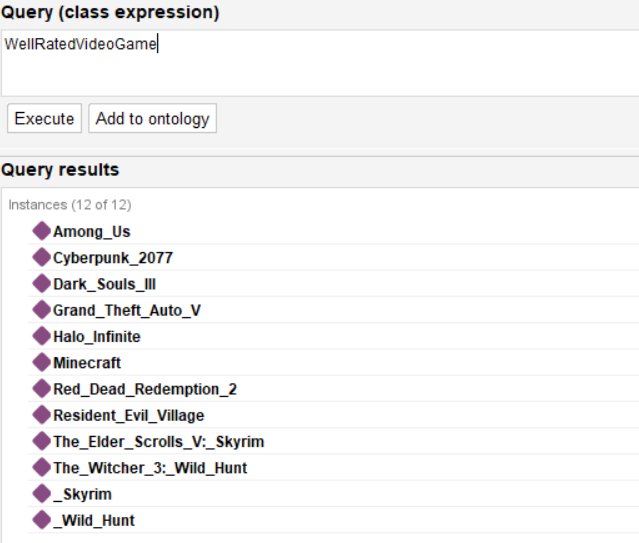 Query (class expression)
WellRatedVideoGame
Execute Add to ontology
Query results
Instances (12 of 12)
Among_Us
Cyberpunk_2077
Dark_Souls_III
Grand_Theft_Auto_V
Halo_Infinite
Minecraft
Red_Dead_Redemption_2
Resident_Evil_Village
The_Elder_Scrolls_V:_Skyrim
The_Witcher_3:_Wild_Hunt
_Skyrim
_Wild_Hunt